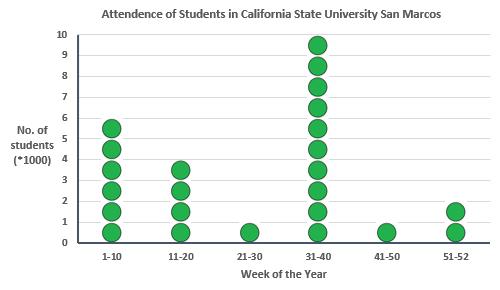 Attendence of Students in California State University San Marcos
10
9
8
7
6
5
4
3
2
1
0
No. of
students
(*1000)
1-10 11-20 21-30 31-40 41-50 51-52
Week of the Year